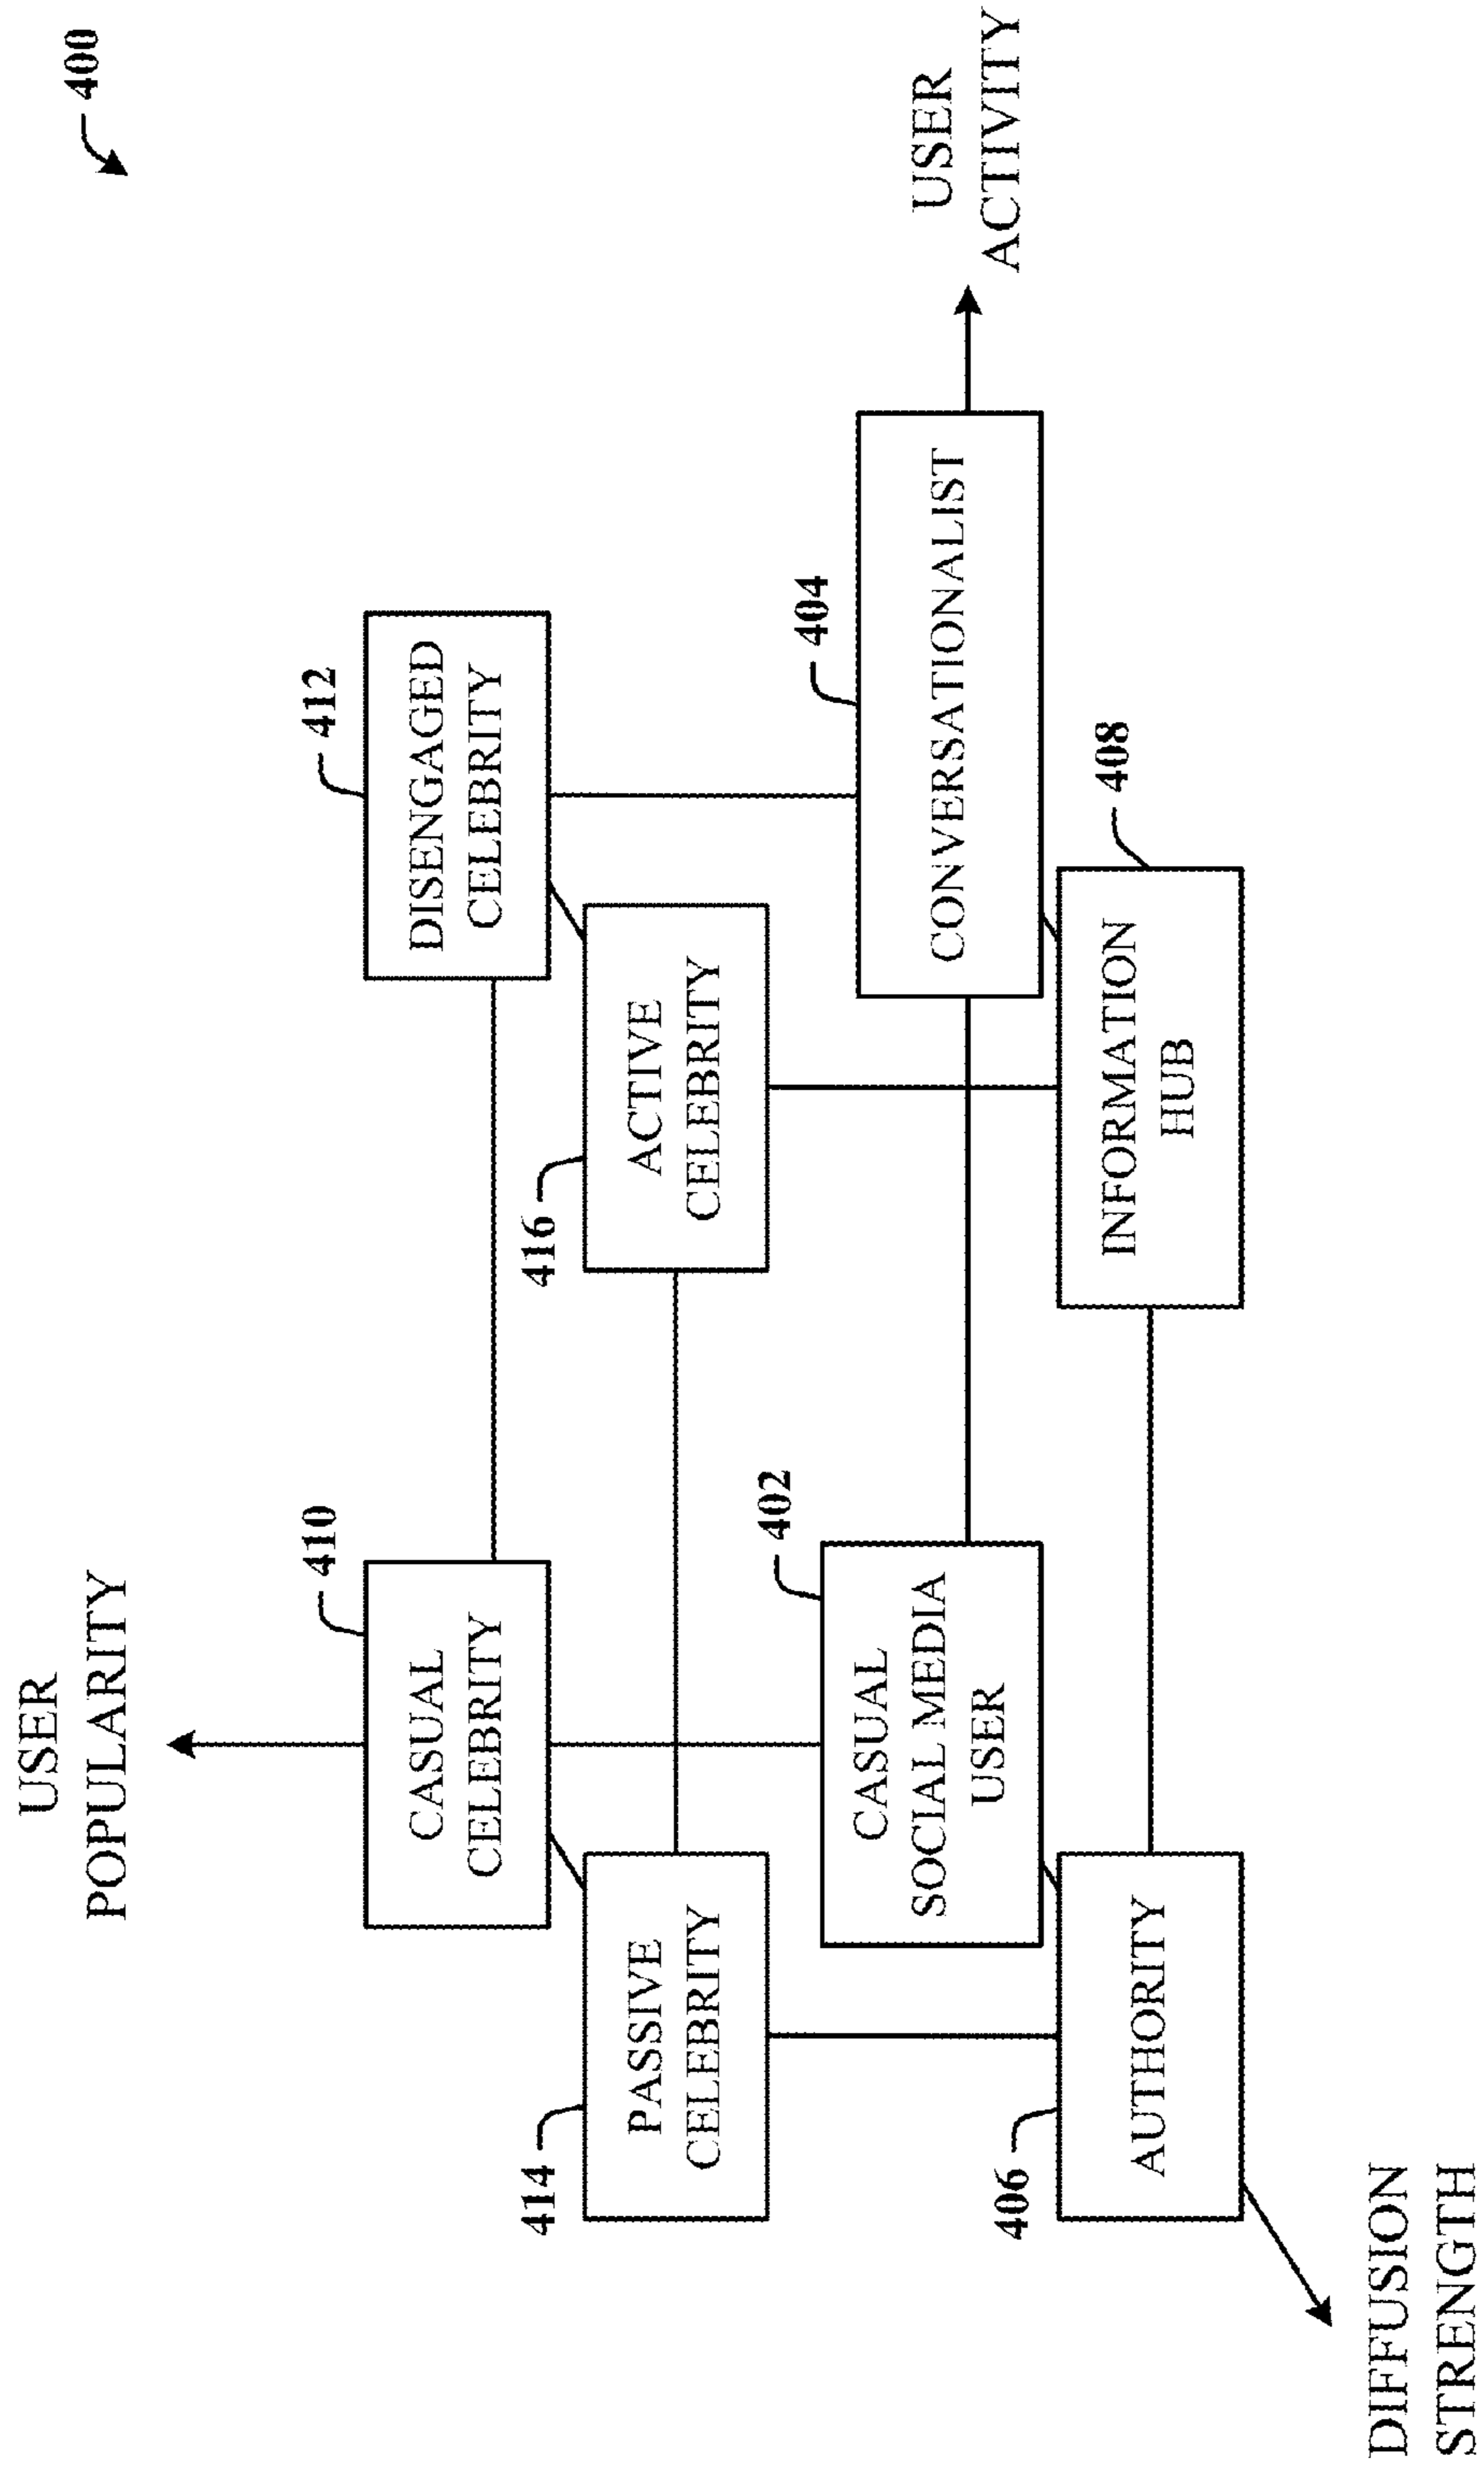 400
USER
POPULARITY
410
CASUAL
CELEBRITY
412
DISENGAGED
CELEBRITY
414
PASSIVE
CELEBRITY
416
ACTIVE
CELEBRITY
402
CASUAL
SOCIAL MEDIA
USER
404
CONVERSATIONALIST
USER
ACTIVITY
406
AUTHORITY
408
INFORMATION
HUB
DIFFUSION
STRENGTH